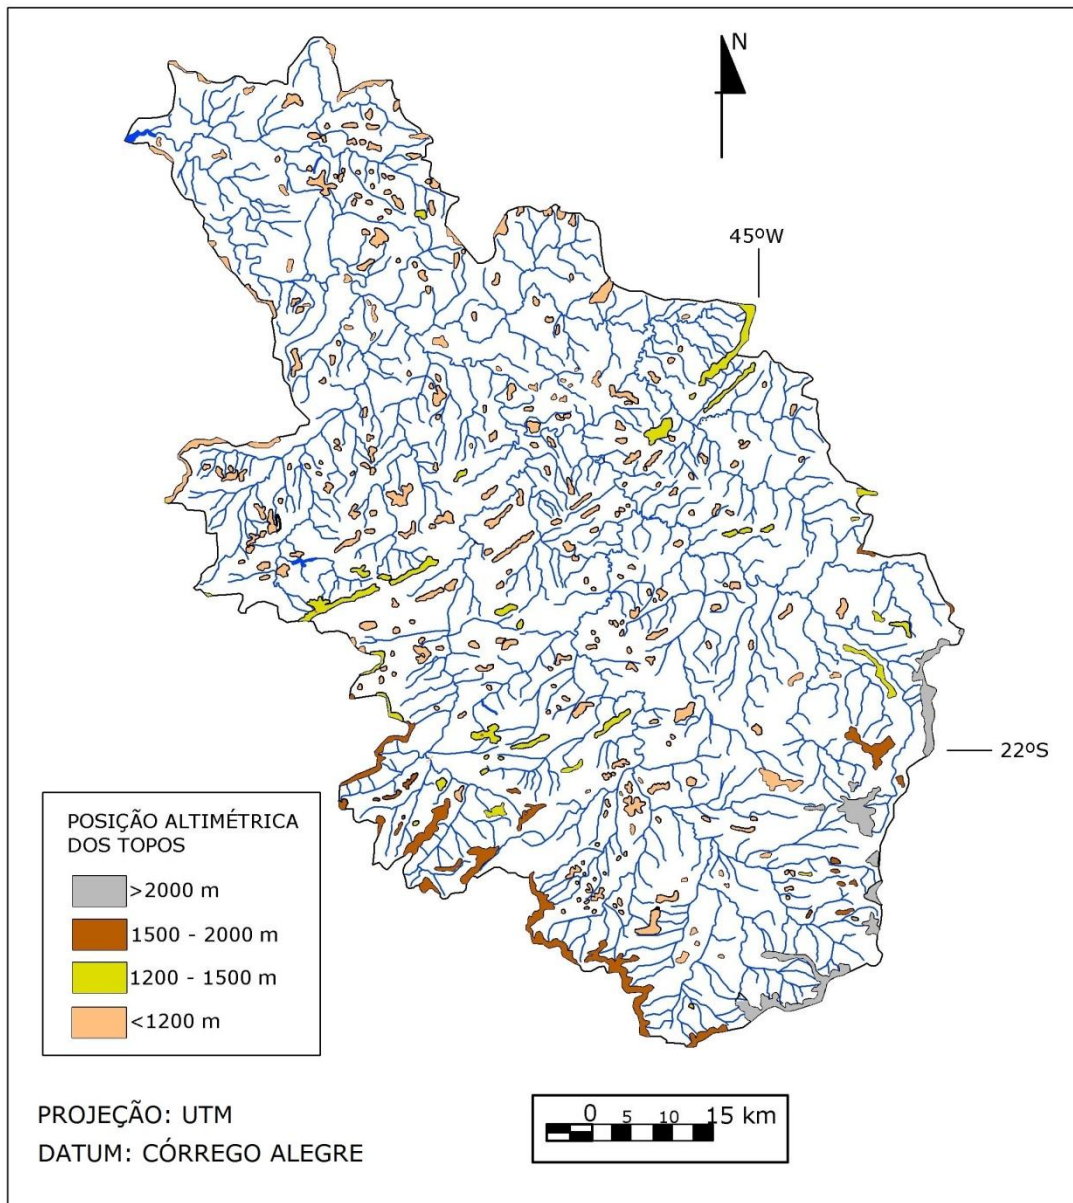 N
45ºW
22ºS
POSIÇÃO ALTIMÉTRICA
DOS TOPOS
>2000 m
1500 - 2000 m
1200 - 1500 m
<1200 m
PROJEÇÃO: UTM
DATUM: CÓRREGO ALEGRE
0 5 10 15 km